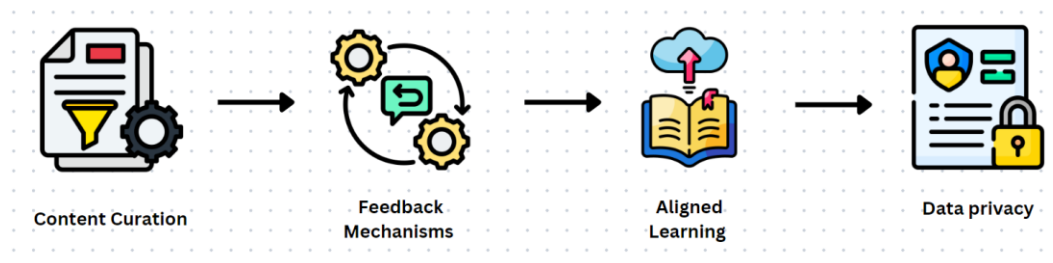 Content Curation
Feedback
Mechanisms
Aligned
Learning
Data privacy